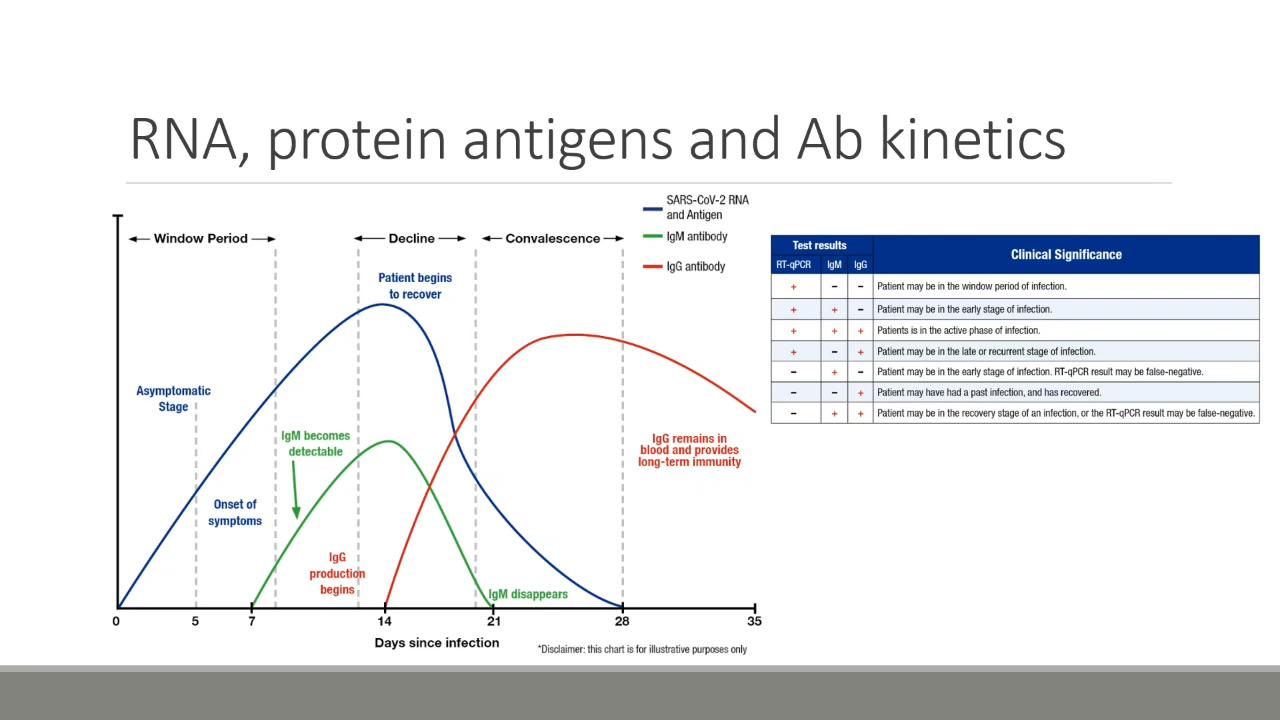 RNA, protein antigens and Ab kinetics
SARS-CoV-2 RNA
and Antigen
IgM antibody
IgG antibody
Window Period
Decline
Convalescence
Patient begins
to recover
Asymptomatic
Stage
IgM becomes
detectable
Onset of
symptoms
IgG
production
begins
IgM disappears
IgG remains in
blood and provides
long-term immunity
0 5 7 14 21 28 35
Days since infection
*Disclaimer: this chart is for illustrative purposes only
Test results Clinical Significance
RT-qPCR IgM IgG
+ − − Patient may be in the window period of infection.
+ + − Patient may be in the early stage of infection.
+ + + Patients is in the active phase of infection.
+ − + Patient may be in the late or recurrent stage of infection.
− + − Patient may be in the early stage of infection. RT-qPCR result may be false-negative.
− − + Patient may have had a past infection, and has recovered.
− + + Patient may be in the recovery stage of an infection, or the RT-qPCR result may be false-negative.